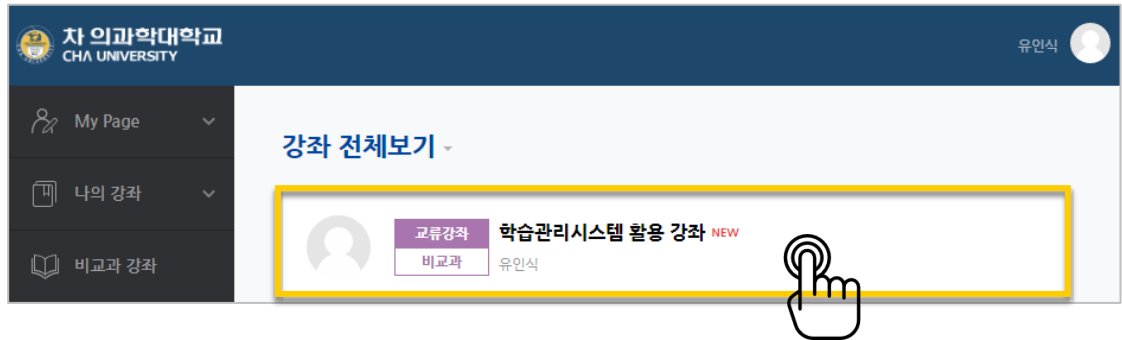 차 의과학대학교
CHA UNIVERSITY
유인식
My Page
나의 강좌
비교과 강좌
강좌 전체보기
교류강좌
비교과
학습관리시스템 활용 강좌 NEW
유인식